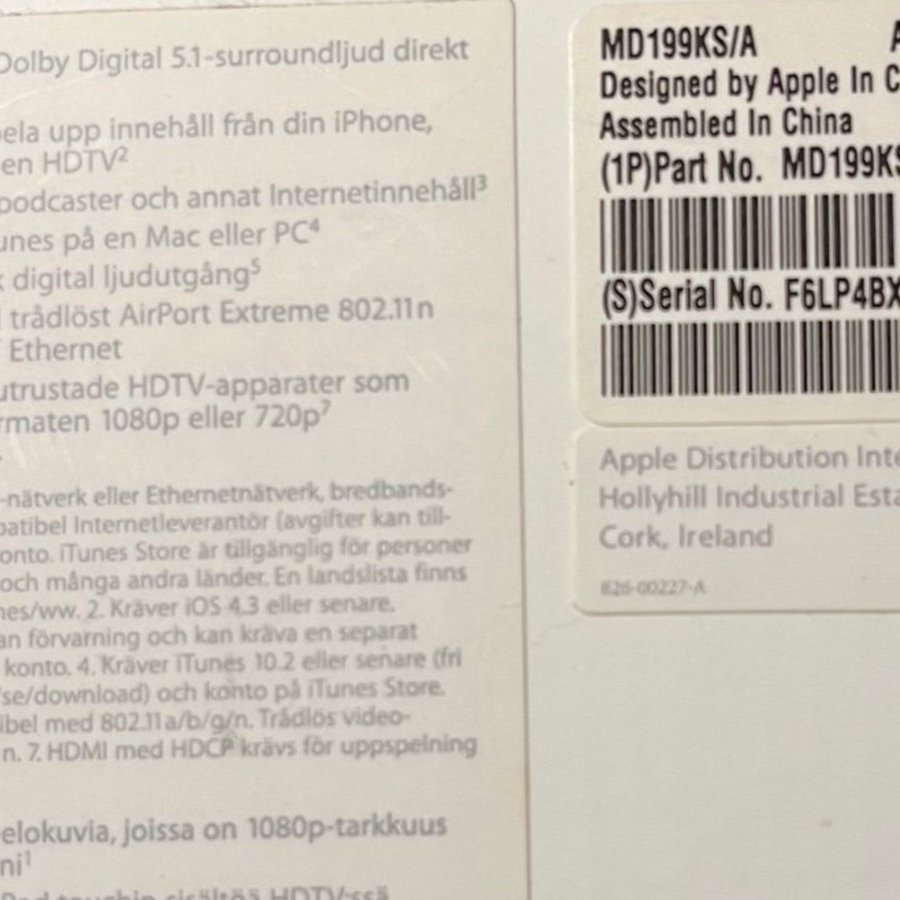 Dolby Digital 5.1-surroundljud direkt
ela upp innehåll från din iPhone,
en HDTV²
podcaster och annat Internetinnehåll³
unes på en Mac eller PC⁴
k digital ljudutgång⁵
trådlöst AirPort Extreme 802.11n
Ethernet
utrustade HDTV-apparater som
rmaten 1080p eller 720p⁷
-nätverk eller Ethernetnätverk, bredbands-
patibel Internetleverantör (avgifter kan till-
onto. iTunes Store är tillgänglig för personer
och många andra länder. En landslista finns
nes/ww. 2. Kräver iOS 4.3 eller senare.
an förvarning och kan kräva en separat
konto. 4. Kräver iTunes 10.2 eller senare (fri
/se/download) och konto på iTunes Store.
ibel med 802.11a/b/g/n. Trådlös video-
n. 7. HDMI med HDCP krävs för uppspelning
elokuvia, joissa on 1080p-tarkkuus
ni¹
MD199KS/A A
Designed by Apple In C
Assembled In China
(1P)Part No. MD199KS
(S)Serial No. F6LP4BX
Apple Distribution Inte
Hollyhill Industrial Esta
Cork, Ireland
826-00227-A